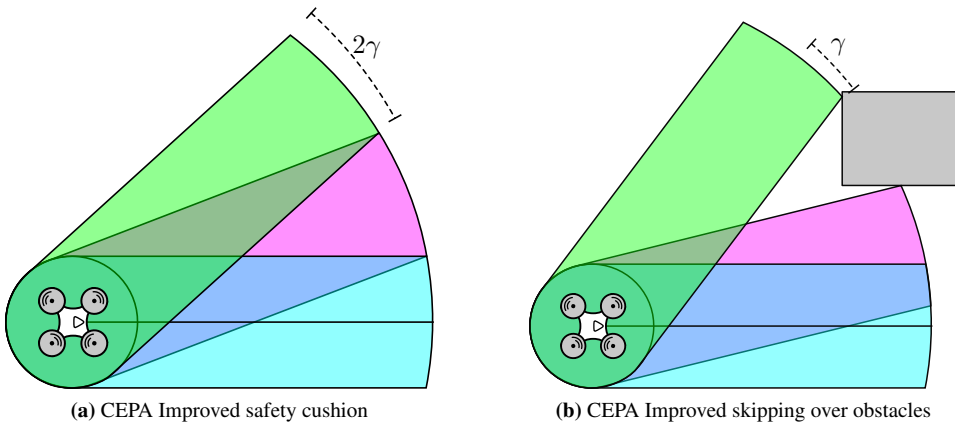 2γ
γ
(a) CEPA Improved safety cushion
(b) CEPA Improved skipping over obstacles